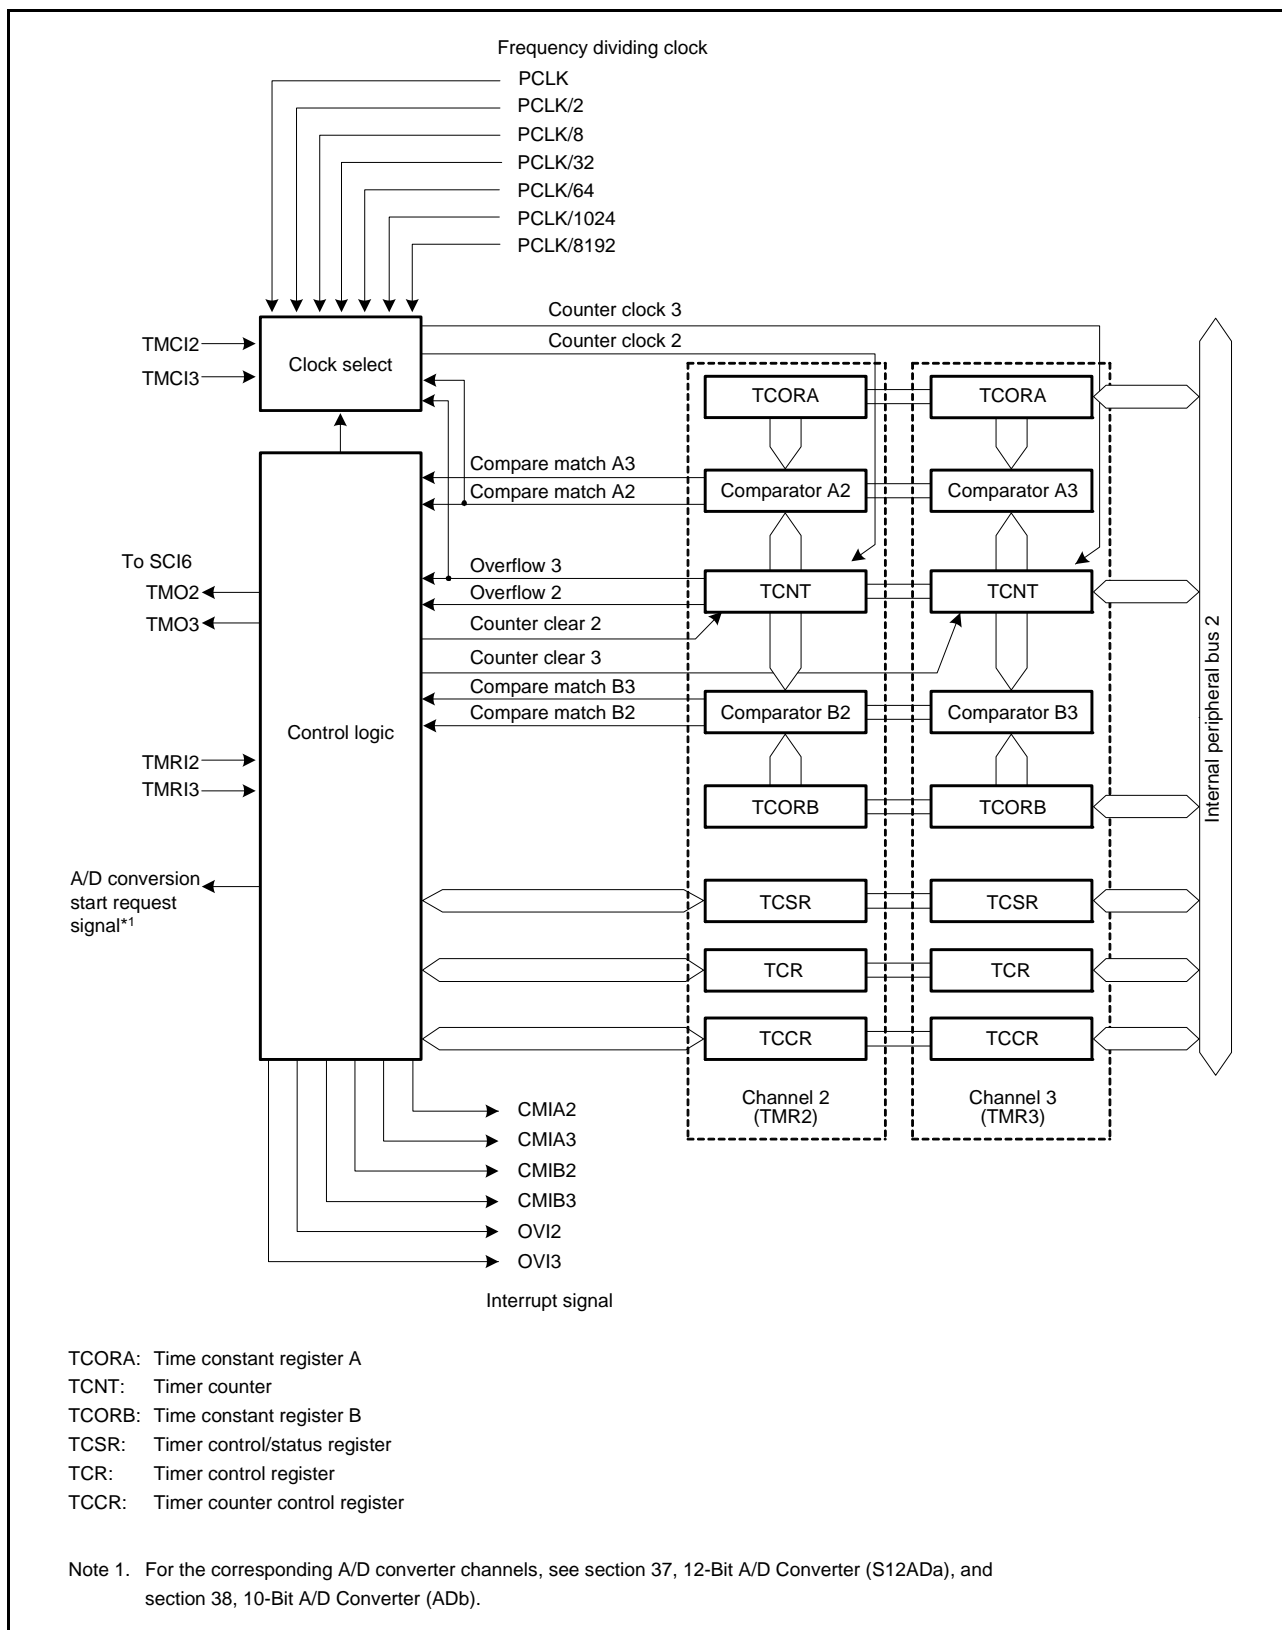 Frequency dividing clock
PCLK
PCLK/2
PCLK/8
PCLK/32
PCLK/64
PCLK/1024
PCLK/8192
Counter clock 3
Counter clock 2
TMCI2
TMCI3
Clock select
TCORA
TCORA
Compare match A3
Compare match A2
Comparator A2
Comparator A3
To SCI6
TMO2
TMO3
Overflow 3
Overflow 2
TCNT
TCNT
Counter clear 2
Counter clear 3
Compare match B3
Compare match B2
Comparator B2
Comparator B3
Control logic
TMRI2
TMRI3
TCORB
TCORB
Internal peripheral bus 2
A/D conversion
start request
signal*1
TCSR
TCSR
TCR
TCR
TCCR
TCCR
Channel 2
(TMR2)
Channel 3
(TMR3)
CMIA2
CMIA3
CMIB2
CMIB3
OVI2
OVI3
Interrupt signal
TCORA: Time constant register A
TCNT: Timer counter
TCORB: Time constant register B
TCSR: Timer control/status register
TCR: Timer control register
TCCR: Timer counter control register
Note 1. For the corresponding A/D converter channels, see section 37, 12-Bit A/D Converter (S12ADa), and
section 38, 10-Bit A/D Converter (ADb).